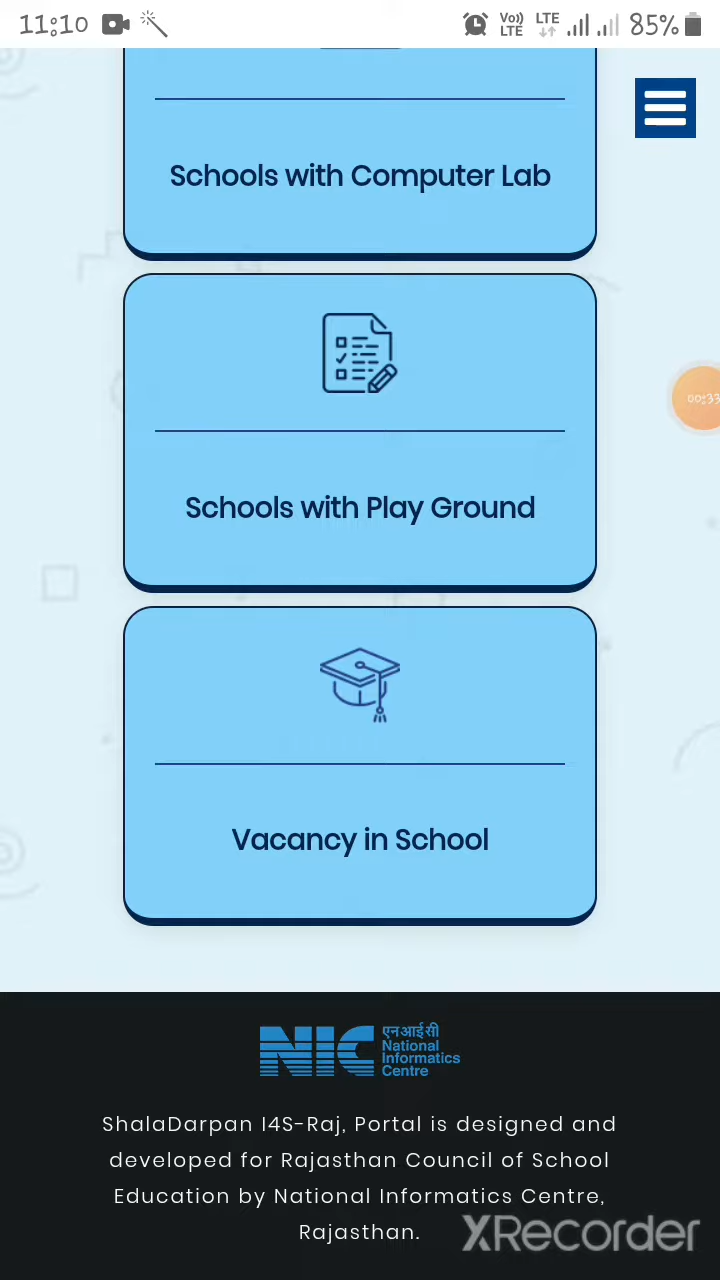 11:10
Vo))
LTE
LTE
85%
Schools with Computer Lab
00:33
Schools with Play Ground
Vacancy in School
NIC
एनआईसी
National
Informatics
Centre
ShalaDarpan I4S-Raj, Portal is designed and
developed for Rajasthan Council of School
Education by National Informatics Centre,
Rajasthan.
XRecorder